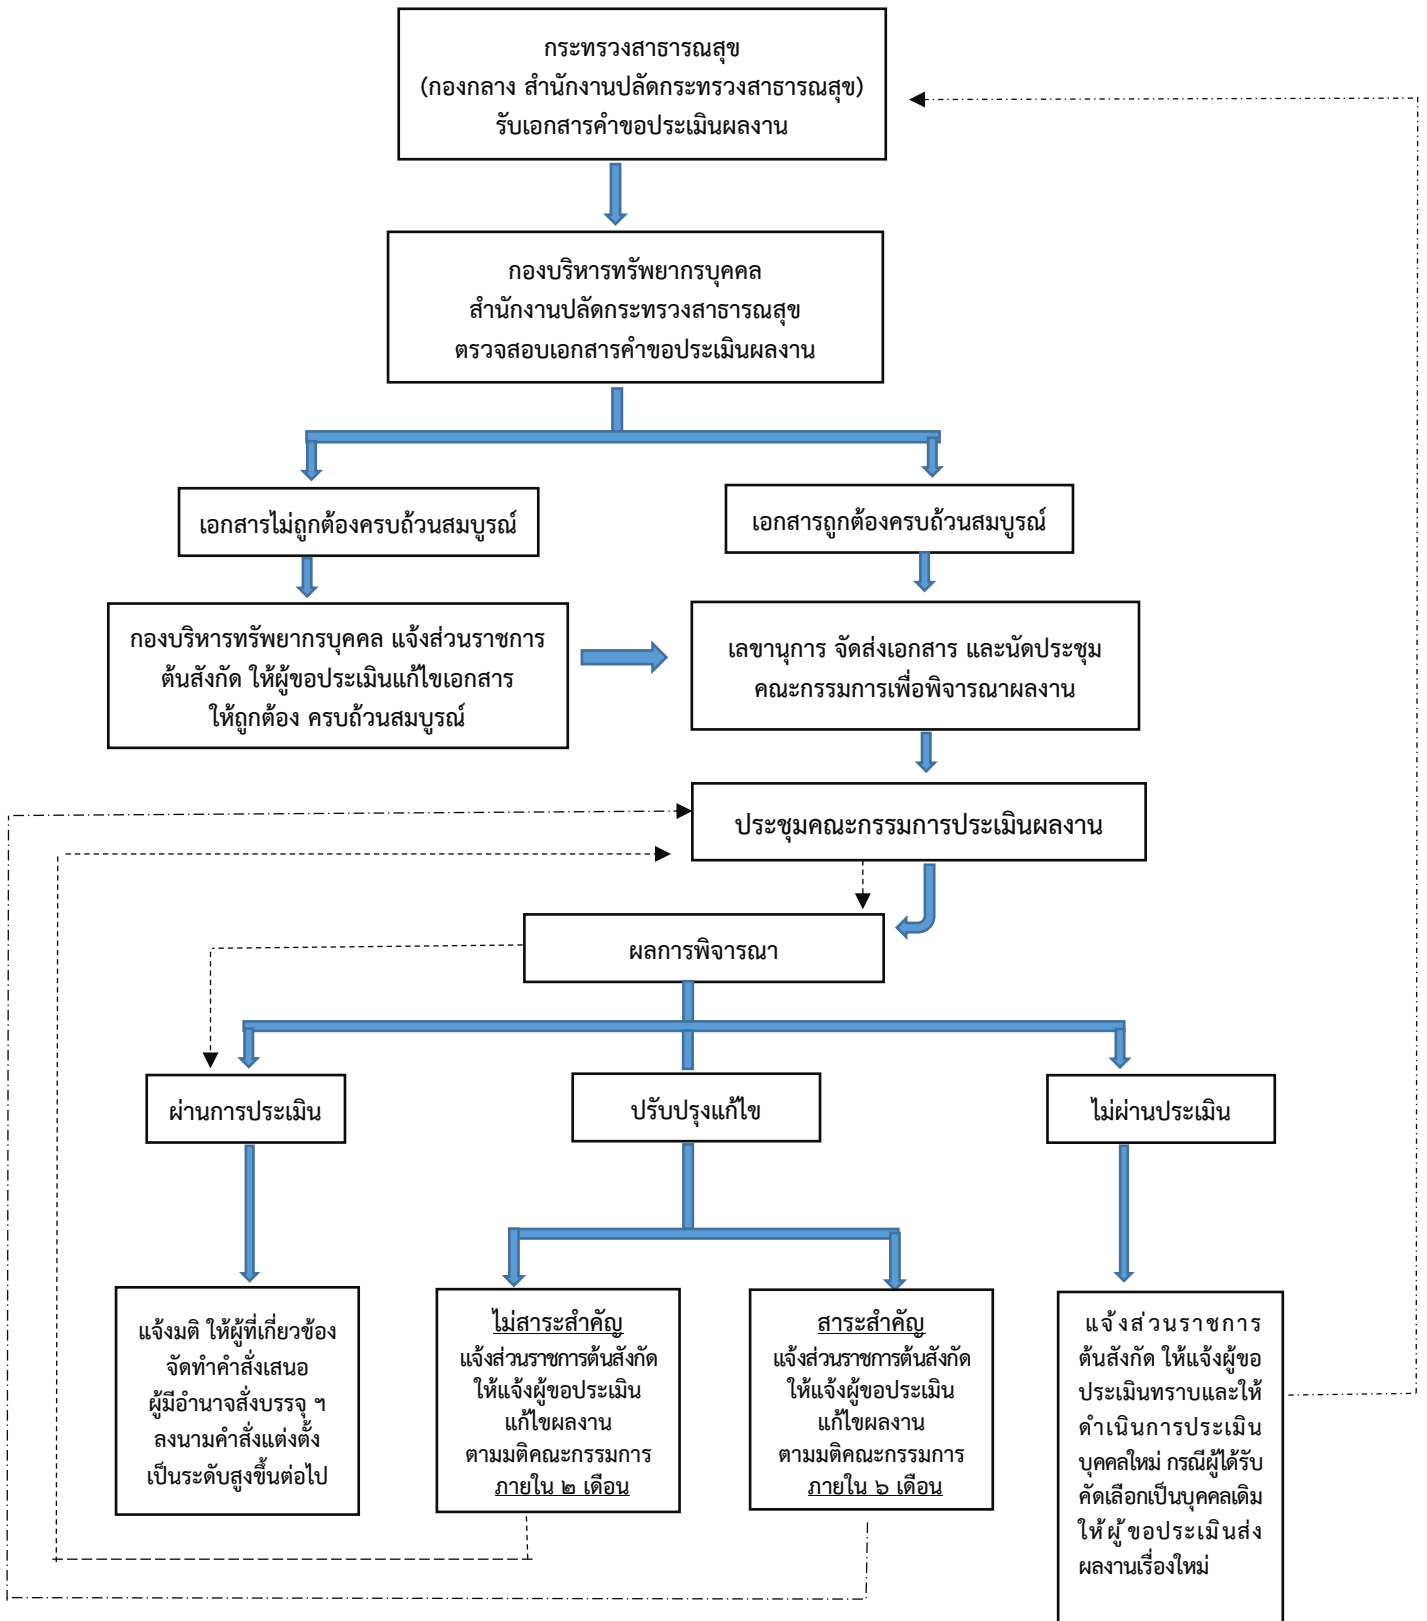 กระทรวงสาธารณสุข
(กองกลาง สำนักงานปลัดกระทรวงสาธารณสุข)
รับเอกสารคำขอประเมินผลงาน
กองบริหารทรัพยากรบุคคล
สำนักงานปลัดกระทรวงสาธารณสุข
ตรวจสอบเอกสารคำขอประเมินผลงาน
เอกสารไม่ถูกต้องครบถ้วนสมบูรณ์
เอกสารถูกต้องครบถ้วนสมบูรณ์
กองบริหารทรัพยากรบุคคล แจ้งส่วนราชการ
ต้นสังกัด ให้ผู้ขอประเมินแก้ไขเอกสาร
ให้ถูกต้อง ครบถ้วนสมบูรณ์
เลขานุการ จัดส่งเอกสาร และนัดประชุม
คณะกรรมการเพื่อพิจารณาผลงาน
ประชุมคณะกรรมการประเมินผลงาน
ผลการพิจารณา
ผ่านการประเมิน
ปรับปรุงแก้ไข
ไม่ผ่านประเมิน
แจ้งมติ ให้ผู้ที่เกี่ยวข้อง
จัดทำคำสั่งเสนอ
ผู้มีอำนาจสั่งบรรจุ ฯ
ลงนามคำสั่งแต่งตั้ง
เป็นระดับสูงขึ้นต่อไป
ไม่สาระสำคัญ
แจ้งส่วนราชการต้นสังกัด
ให้แจ้งผู้ขอประเมิน
แก้ไขผลงาน
ตามมติคณะกรรมการ
ภายใน ๒ เดือน
สาระสำคัญ
แจ้งส่วนราชการต้นสังกัด
ให้แจ้งผู้ขอประเมิน
แก้ไขผลงาน
ตามมติคณะกรรมการ
ภายใน ๖ เดือน
แจ้งส่วนราชการ
ต้นสังกัด ให้แจ้งผู้ขอ
ประเมินทราบและให้
ดำเนินการประเมิน
บุคคลใหม่ กรณีผู้ได้รับ
คัดเลือกเป็นบุคคลเดิม
ให้ผู้ขอประเมินส่ง
ผลงานเรื่องใหม่